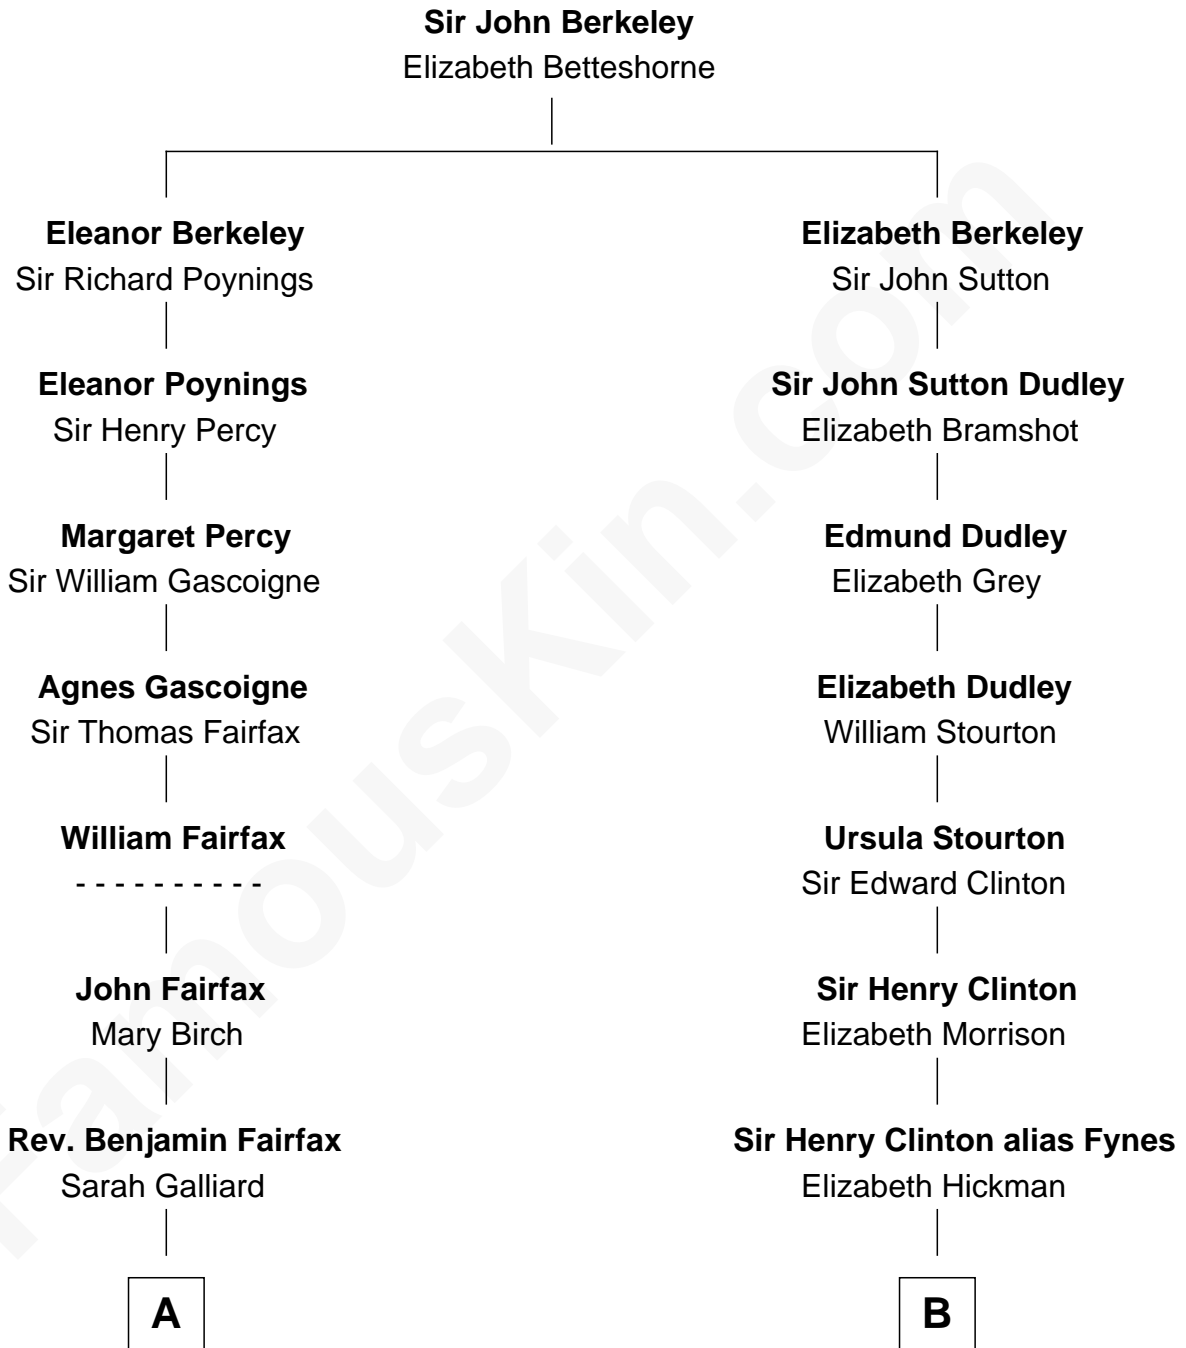 Sir John Berkeley
Elizabeth Betteshorne
Eleanor Berkeley
Sir Richard Poynings
Elizabeth Berkeley
Sir John Sutton
Eleanor Poynings
Sir Henry Percy
Sir John Sutton Dudley
Elizabeth Bramshot
Margaret Percy
Sir William Gascoigne
Edmund Dudley
Elizabeth Grey
Agnes Gascoigne
Sir Thomas Fairfax
Elizabeth Dudley
William Stourton
William Fairfax
- - - - - - - - - -
Ursula Stourton
Sir Edward Clinton
John Fairfax
Mary Birch
Sir Henry Clinton
Elizabeth Morrison
Rev. Benjamin Fairfax
Sarah Galliard
Sir Henry Clinton alias Fynes
Elizabeth Hickman
A
B
FamousKin.com